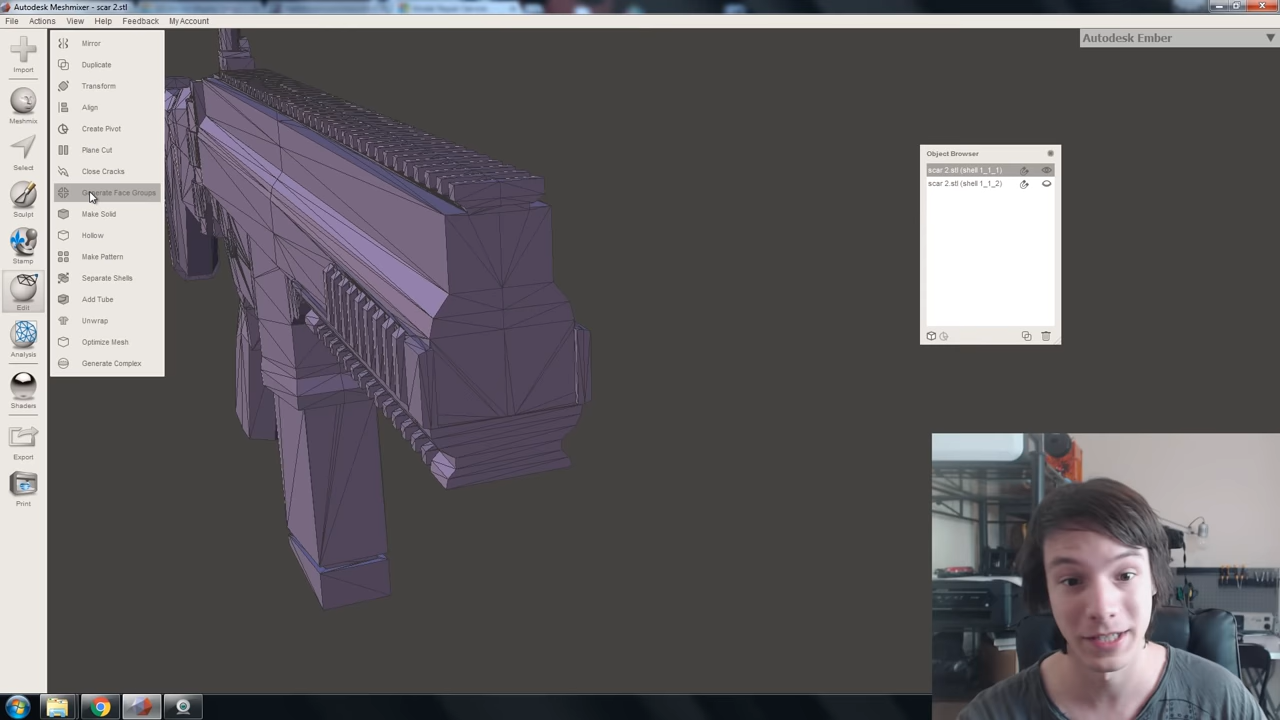 Autodesk Meshmixer - scar 2.stl
File Actions View Help Feedback My Account
Import
Meshmix
Select
Sculpt
Stamp
Edit
Analysis
Shaders
Export
Print
Mirror
Duplicate
Transform
Align
Create Pivot
Plane Cut
Close Cracks
Generate Face Groups
Make Solid
Hollow
Make Pattern
Separate Shells
Add Tube
Unwrap
Optimize Mesh
Generate Complex
Autodesk Ember
Object Browser
scar 2.stl (shell 1_1_1)
scar 2.stl (shell 1_1_2)